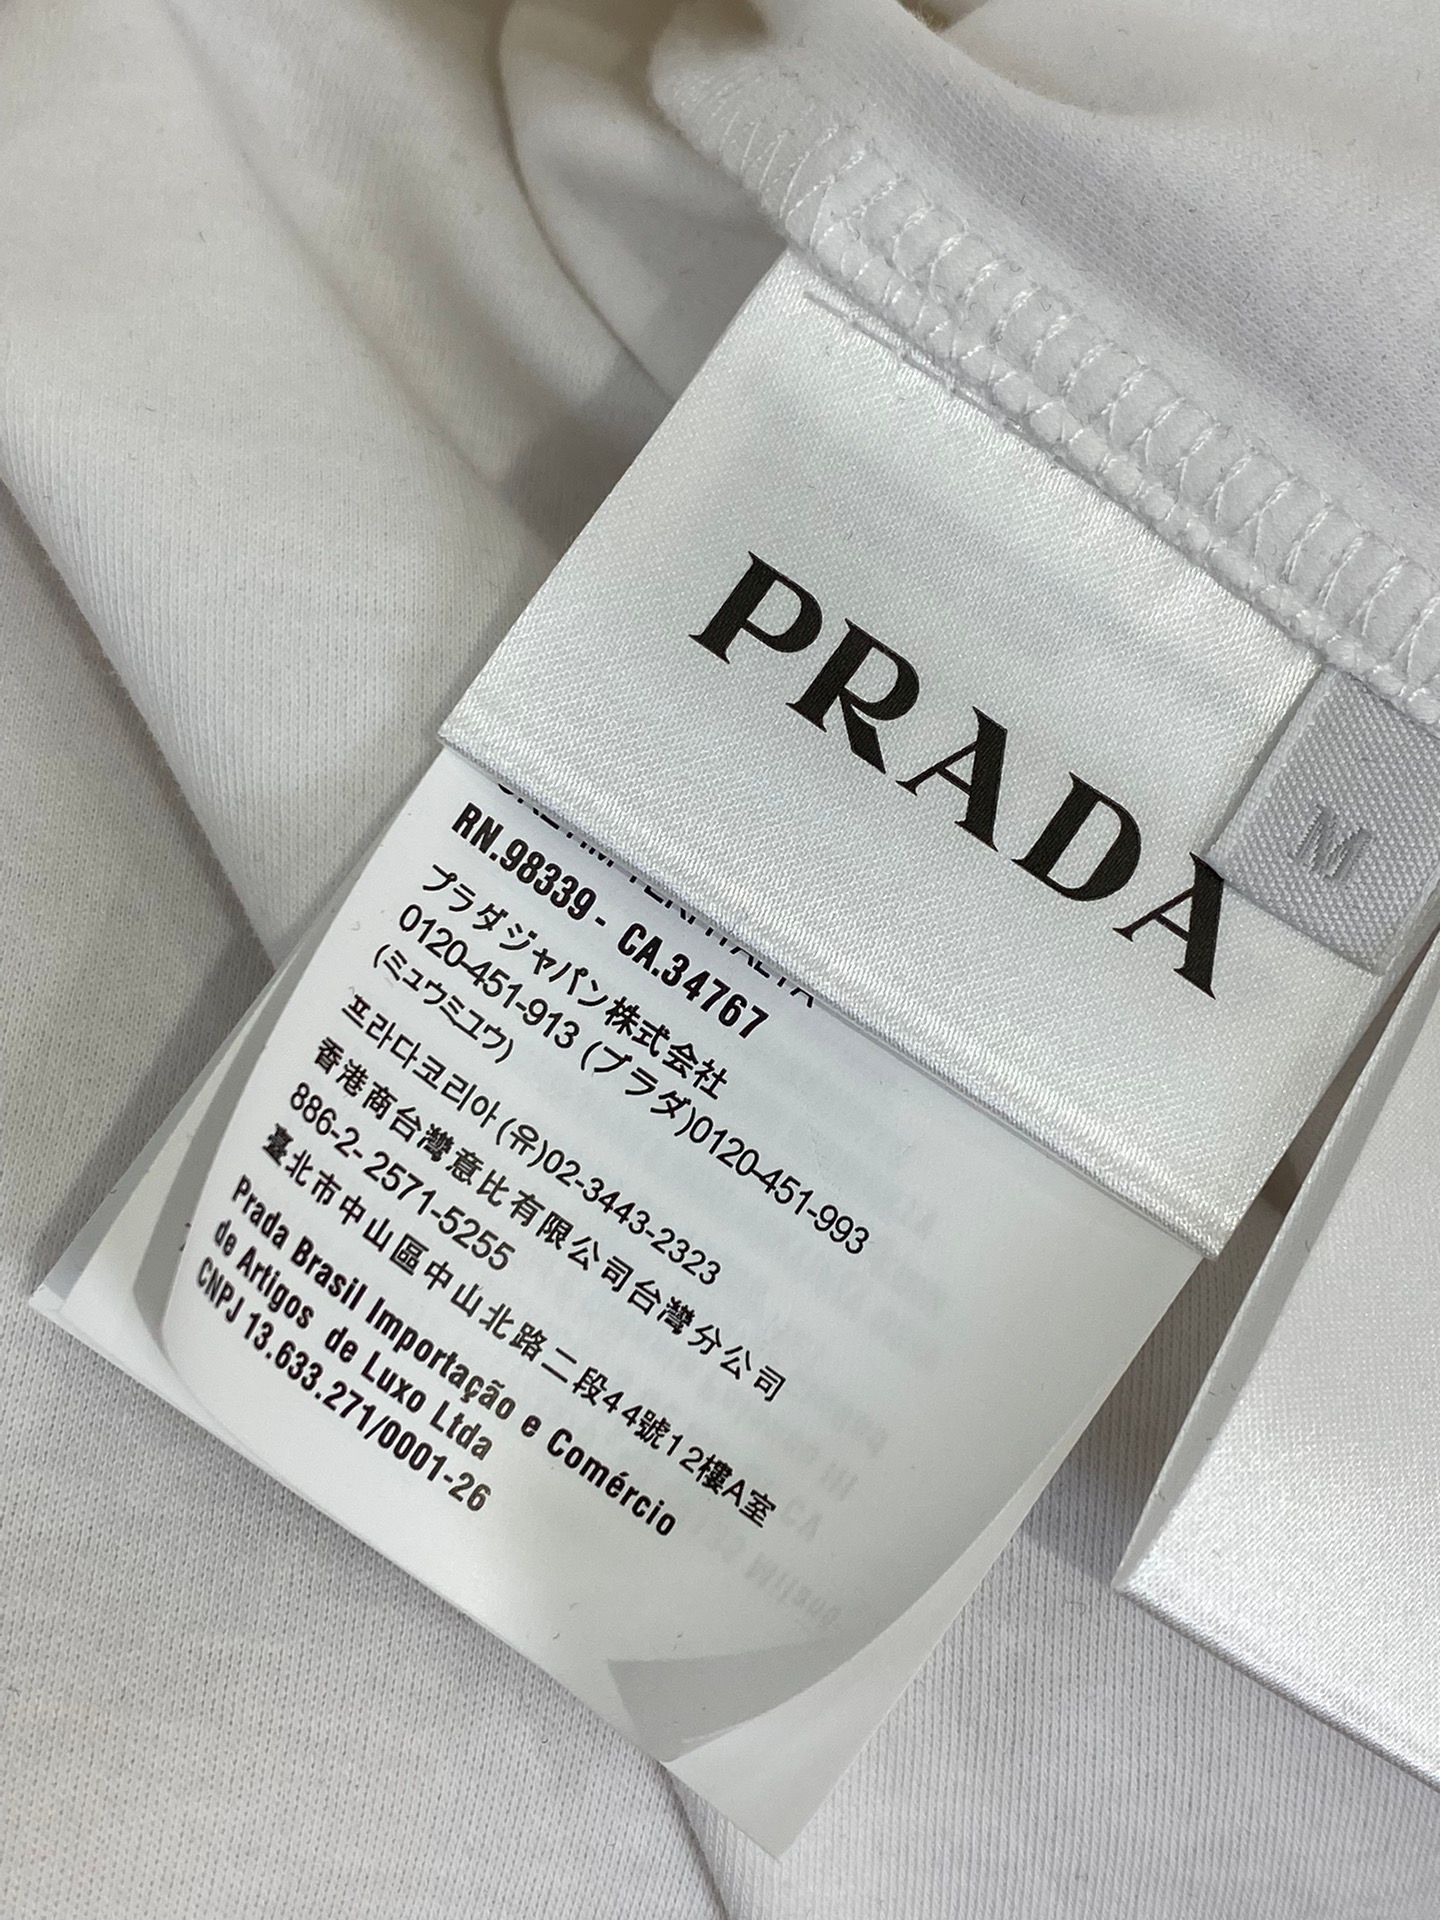 PRADA
M
RN.98339 - CA.34767
プラダジャパン株式会社
0120-451-913 (プラダ)0120-451-993
(ミュウミュウ)
프라다코리아(유)02-3443-2323
香港商台灣意比有限公司台灣分公司
886-2- 2571-5255
臺北市中山區中山北路二段44號12樓A室
Prada Brasil Importação e Comércio
de Artigos de Luxo Ltda
CNPJ 13.633.271/0001-26